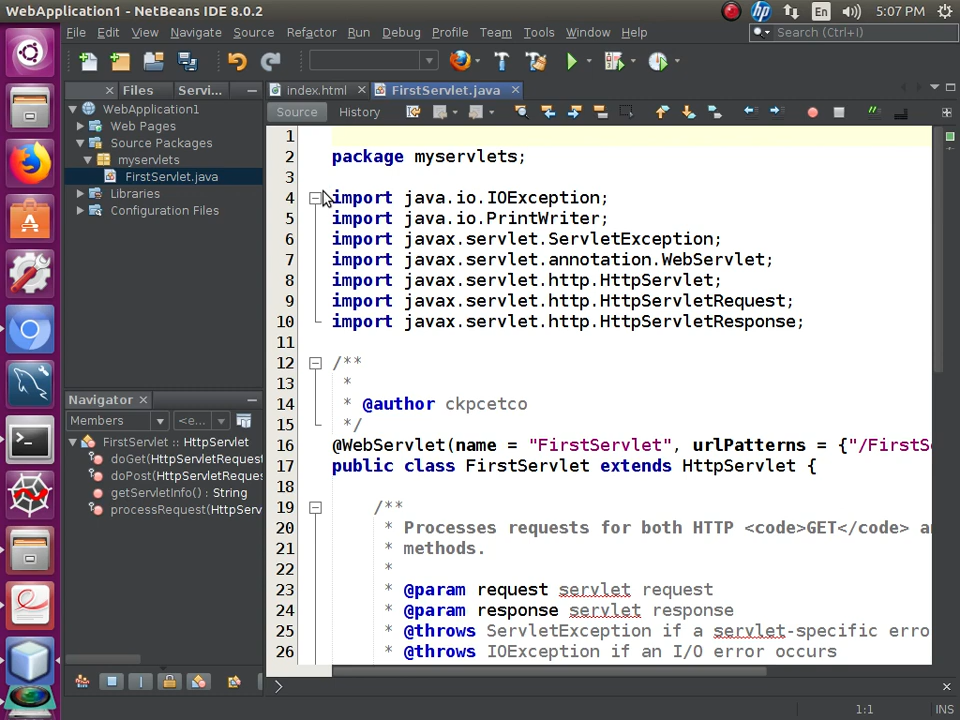 WebApplication1 - NetBeans IDE 8.0.2
hp
En
5:07 PM
File Edit View Navigate Source Refactor Run Debug Profile Team Tools Window Help
Search (Ctrl+I)
Files
Servi...
index.html
FirstServlet.java
Source
History
WebApplication1
Web Pages
Source Packages
myservlets
FirstServlet.java
Libraries
Configuration Files
Navigator
Members
<e...
FirstServlet :: HttpServlet
doGet(HttpServletReques
doPost(HttpServletReque
getServletInfo() : String
processRequest(HttpServ
1
2 package myservlets;
3
4 import java.io.IOException;
5 import java.io.PrintWriter;
6 import javax.servlet.ServletException;
7 import javax.servlet.annotation.WebServlet;
8 import javax.servlet.http.HttpServlet;
9 import javax.servlet.http.HttpServletRequest;
10 import javax.servlet.http.HttpServletResponse;
11
12 /**
13 *
14 * @author ckpcetco
15 */
16 @WebServlet(name = "FirstServlet", urlPatterns = {"/FirstS
17 public class FirstServlet extends HttpServlet {
18
19 /**
20 * Processes requests for both HTTP <code>GET</code> a
21 * methods.
22 *
23 * @param request servlet request
24 * @param response servlet response
25 * @throws ServletException if a servlet-specific erro
26 * @throws IOException if an I/O error occurs
1:1
INS